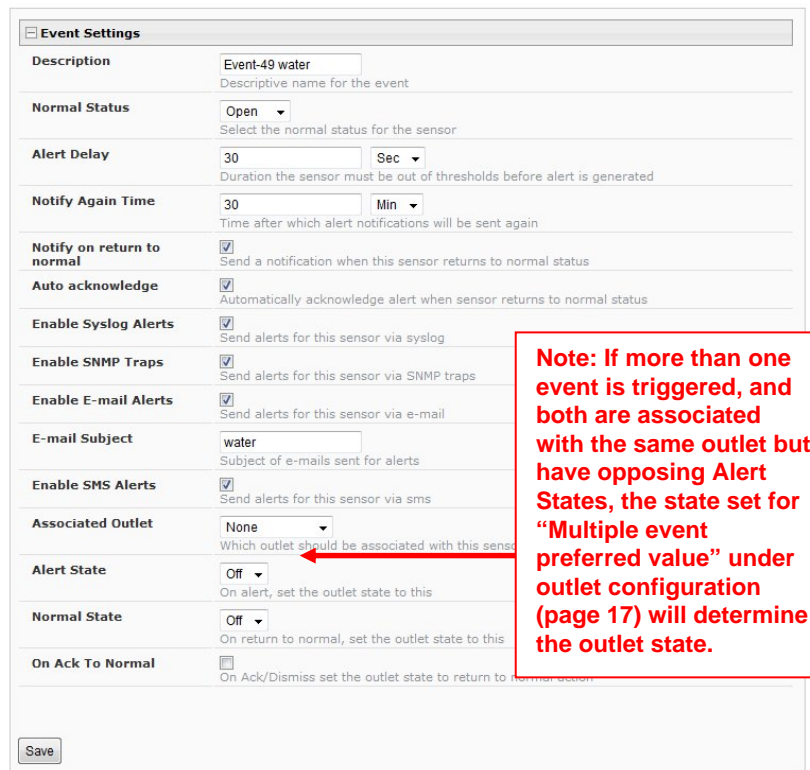 Event Settings
Description
Event-49 water
Descriptive name for the event
Normal Status
Open
Select the normal status for the sensor
Alert Delay
30 Sec
Duration the sensor must be out of thresholds before alert is generated
Notify Again Time
30 Min
Time after which alert notifications will be sent again
Notify on return to
normal
Send a notification when this sensor returns to normal status
Auto acknowledge
Automatically acknowledge alert when sensor returns to normal status
Enable Syslog Alerts
Send alerts for this sensor via syslog
Enable SNMP Traps
Send alerts for this sensor via SNMP traps
Enable E-mail Alerts
Send alerts for this sensor via e-mail
E-mail Subject
water
Subject of e-mails sent for alerts
Enable SMS Alerts
Send alerts for this sensor via sms
Associated Outlet
None
Which outlet should be associated with this
Alert State
Off
On alert, set the outlet state to this
Normal State
Off
On return to normal, set the outlet state to this
On Ack To Normal
On Ack/Dismiss set the outlet state to return to normal action
Save
Note: If more than one
event is triggered, and
both are associated
with the same outlet but
have opposing Alert
States, the state set for
“Multiple event
preferred value” under
outlet configuration
(page 17) will determine
the outlet state.